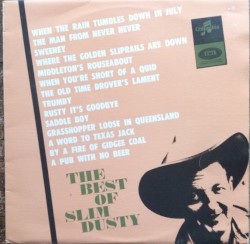 WHEN THE RAIN TUMBLES DOWN IN JULY
THE MAN FROM NEVER NEVER
SWEENEY
WHERE THE GOLDEN SLIPRAILS ARE DOWN
MIDDLETON'S ROUSEABOUT
WHEN YOU'RE SHORT OF A QUID
THE OLD TIME DROVER'S LAMENT
TRUMBY
RUSTY IT'S GOODBYE
SADDLE BOY
GRASSHOPPER LOOSE IN QUEENSLAND
A WORD TO TEXAS JACK
BY A FIRE OF GIDGEE COAL
A PUB WITH NO BEER
COLUMBIA
THE
BEST
OF
SLIM
DUSTY